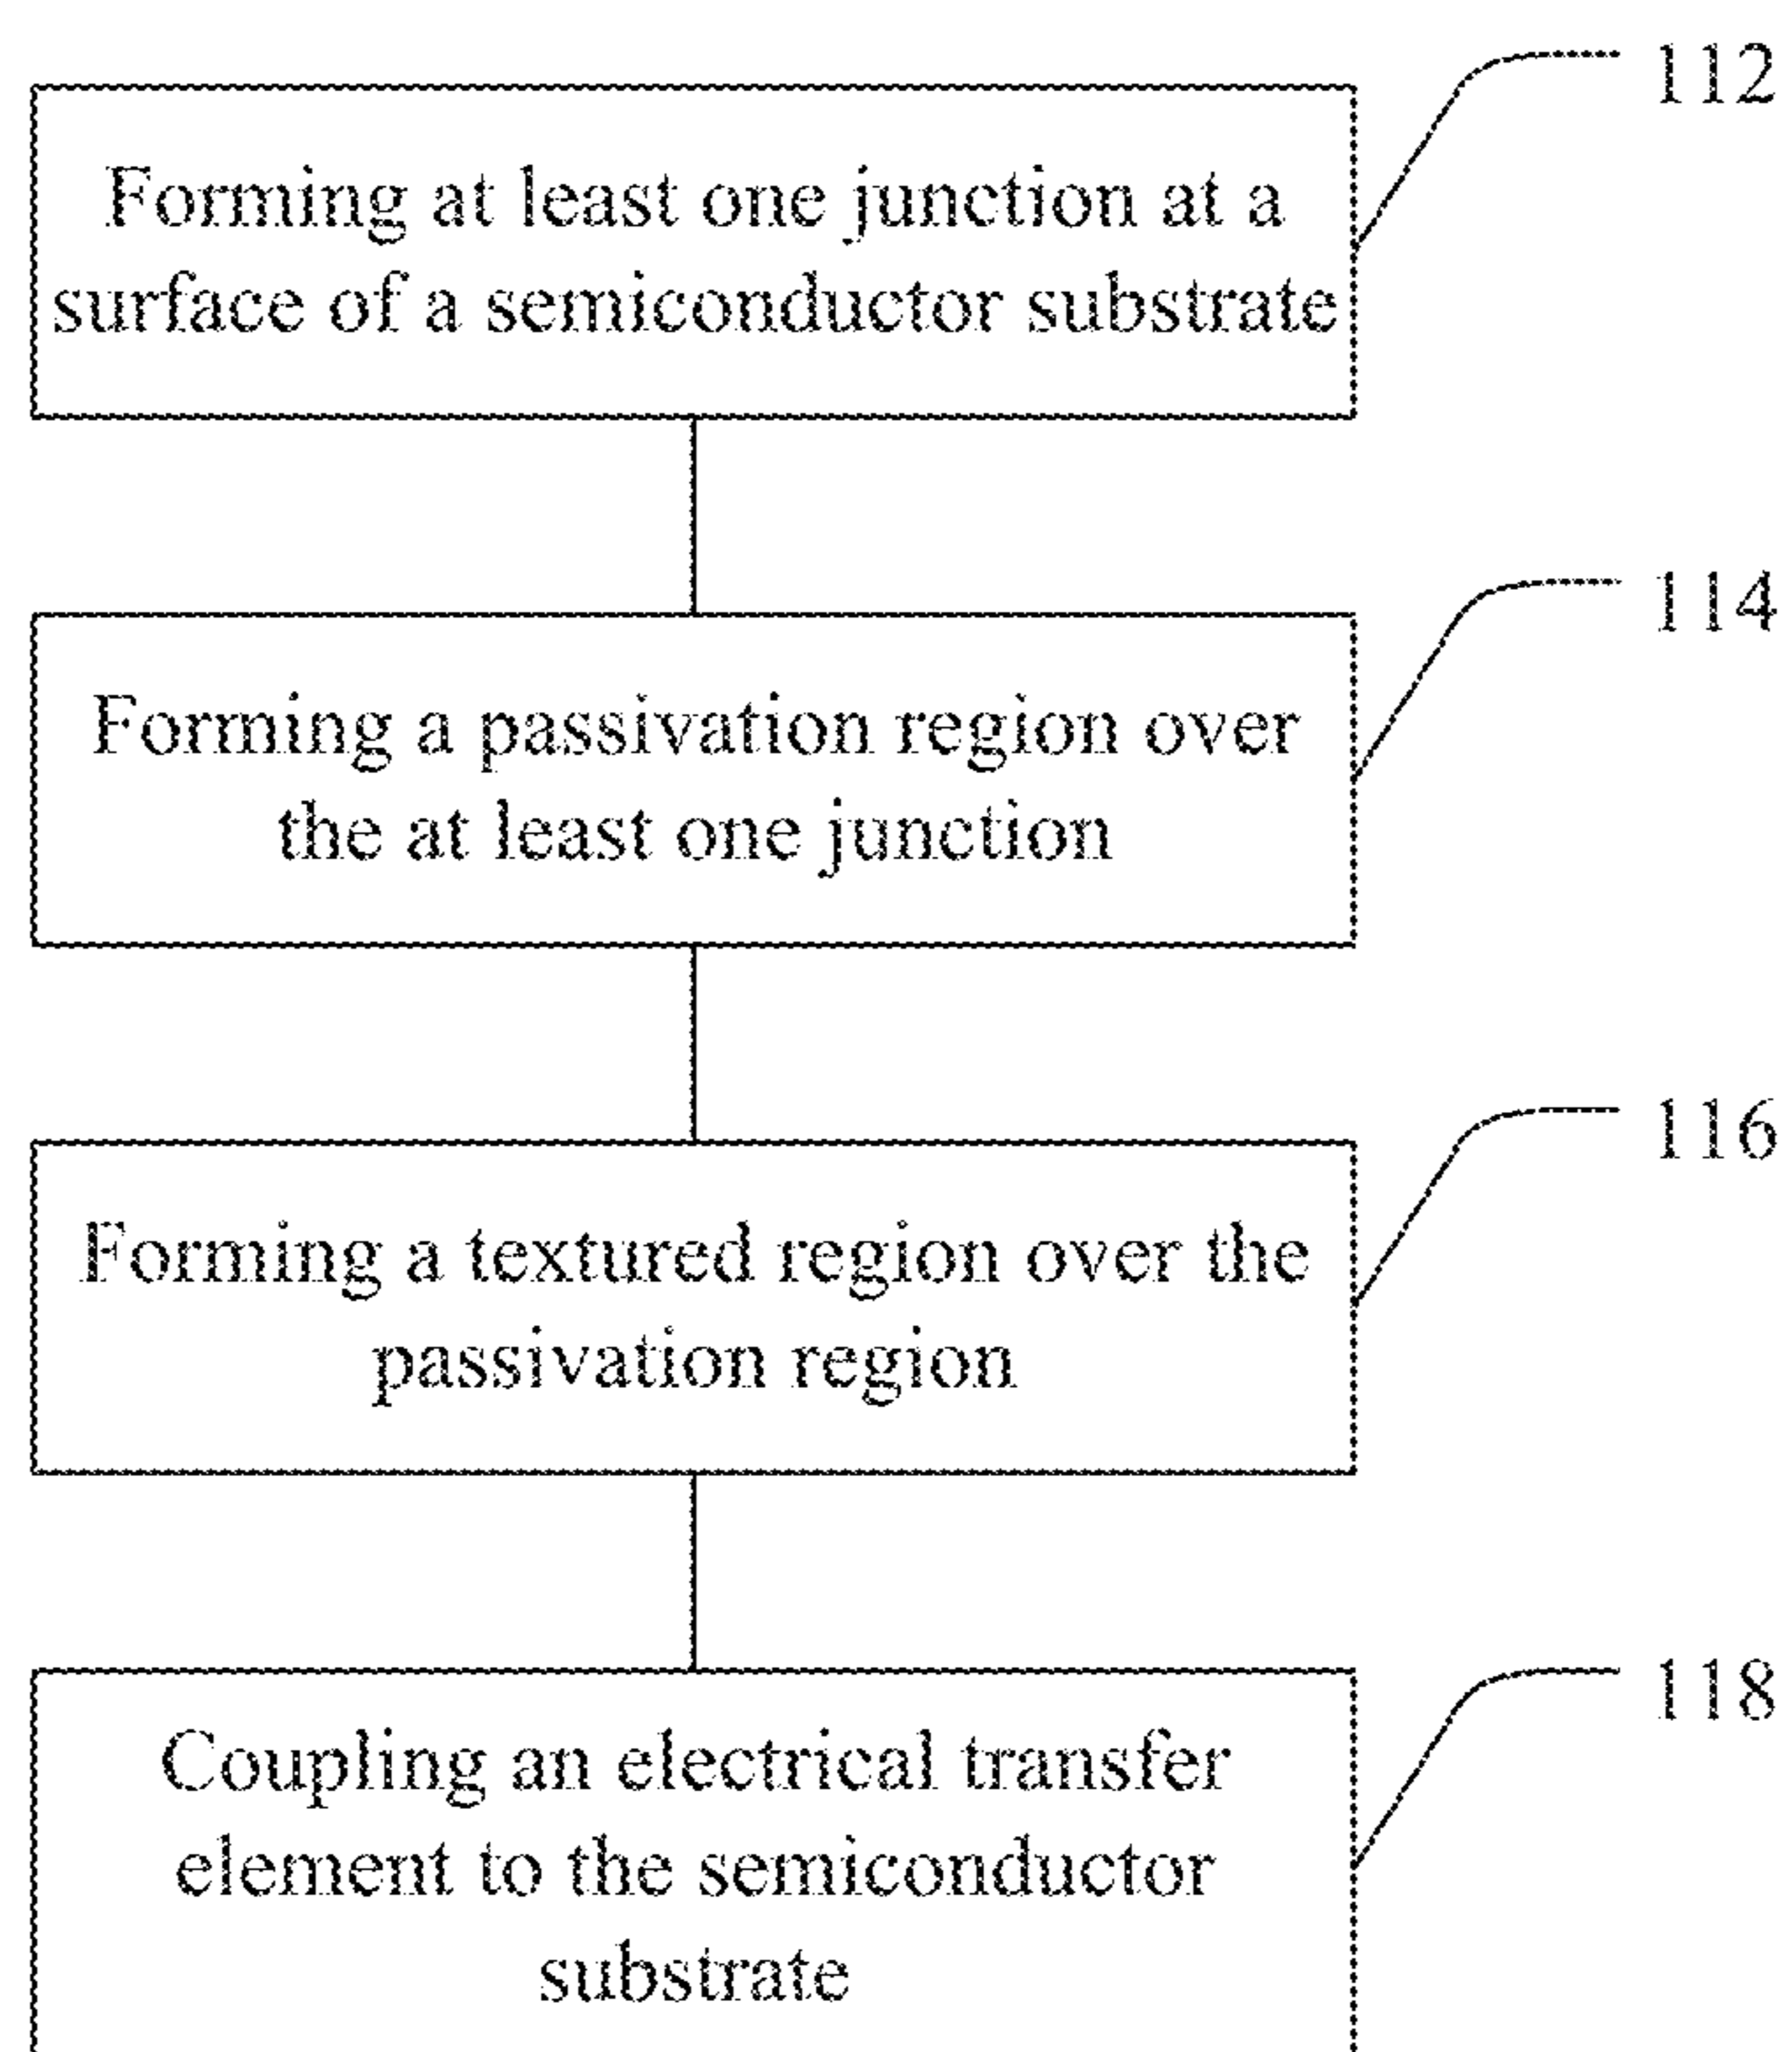 112
Forming at least one junction at a
surface of a semiconductor substrate
114
Forming a passivation region over
the at least one junction
116
Forming a textured region over the
passivation region
118
Coupling an electrical transfer
element to the semiconductor
substrate